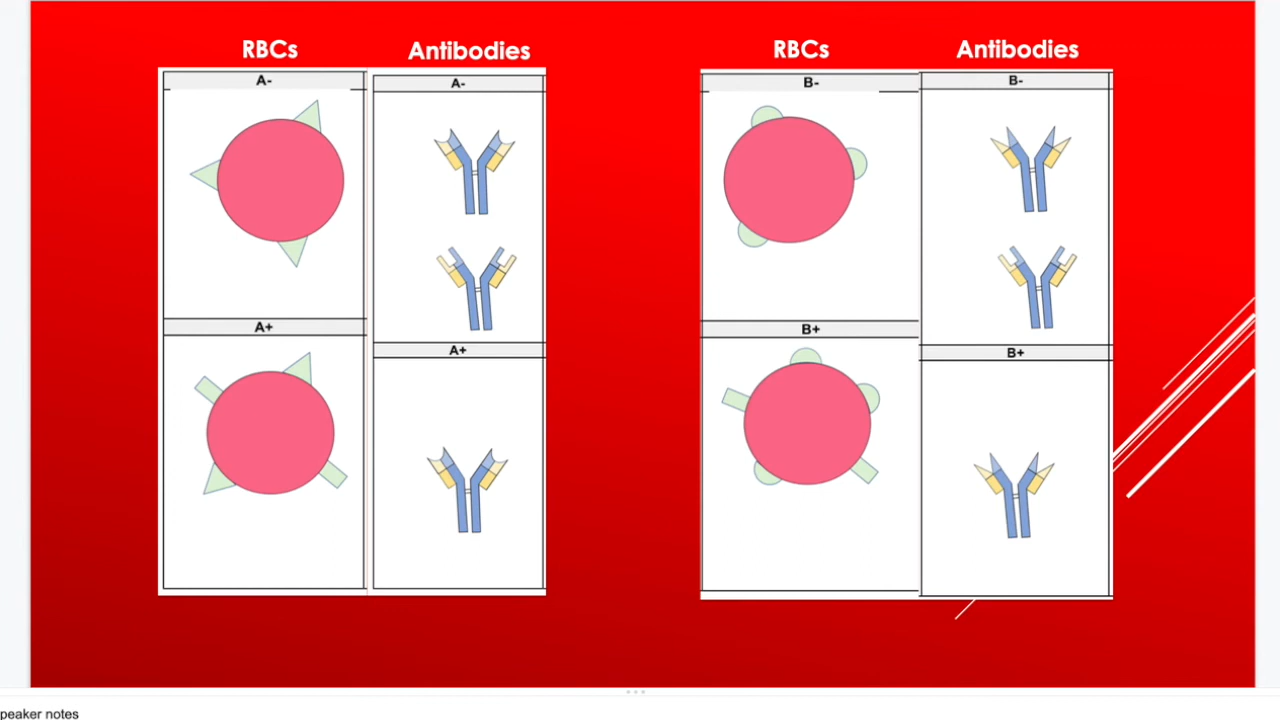 RBCs
Antibodies
RBCs
Antibodies
A-
A-
B-
B-
A+
A+
B+
B+
peaker notes